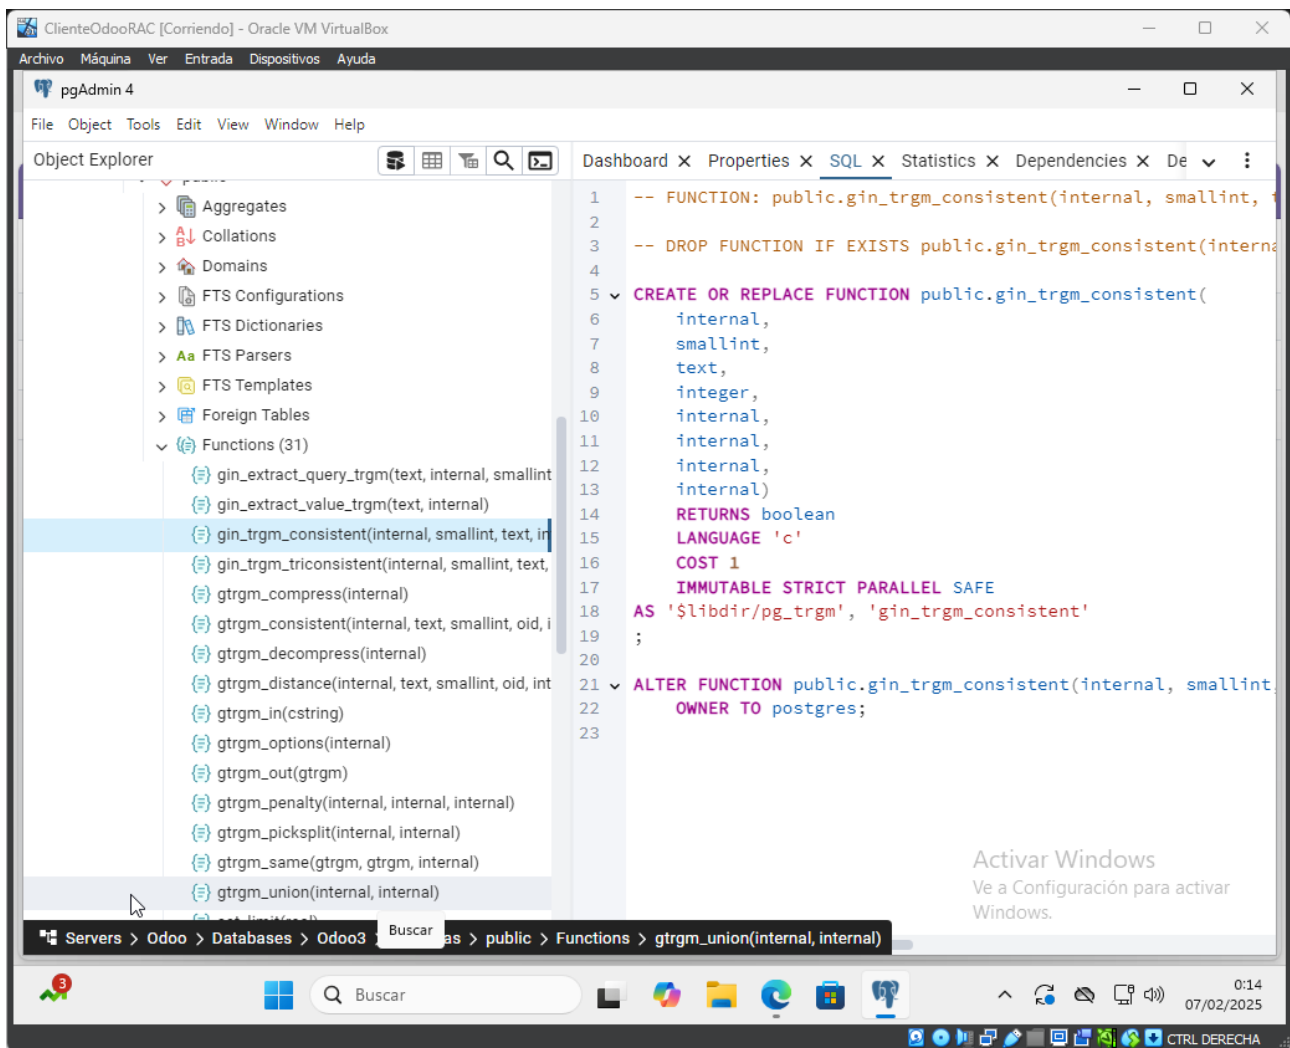 ClienteOdooRAC [Corriendo] - Oracle VM VirtualBox
Archivo Máquina Ver Entrada Dispositivos Ayuda
pgAdmin 4
File Object Tools Edit View Window Help
Object Explorer
Dashboard Properties SQL Statistics Dependencies De
public
Aggregates
Collations
Domains
FTS Configurations
FTS Dictionaries
Aa FTS Parsers
FTS Templates
Foreign Tables
Functions (31)
gin_extract_query_trgm(text, internal, smallint
gin_extract_value_trgm(text, internal)
gin_trgm_consistent(internal, smallint, text, in
gin_trgm_triconsistent(internal, smallint, text,
gtrgm_compress(internal)
gtrgm_consistent(internal, text, smallint, oid, i
gtrgm_decompress(internal)
gtrgm_distance(internal, text, smallint, oid, int
gtrgm_in(cstring)
gtrgm_options(internal)
gtrgm_out(gtrgm)
gtrgm_penalty(internal, internal, internal)
gtrgm_picksplit(internal, internal)
gtrgm_same(gtrgm, gtrgm, internal)
gtrgm_union(internal, internal)
1 -- FUNCTION: public.gin_trgm_consistent(internal, smallint,
2
3 -- DROP FUNCTION IF EXISTS public.gin_trgm_consistent(interna
4
5 CREATE OR REPLACE FUNCTION public.gin_trgm_consistent(
6 internal,
7 smallint,
8 text,
9 integer,
10 internal,
11 internal,
12 internal,
13 internal)
14 RETURNS boolean
15 LANGUAGE 'c'
16 COST 1
17 IMMUTABLE STRICT PARALLEL SAFE
18 AS '$libdir/pg_trgm', 'gin_trgm_consistent'
19 ;
20
21 ALTER FUNCTION public.gin_trgm_consistent(internal, smallint,
22 OWNER TO postgres;
23
Activar Windows
Ve a Configuración para activar
Windows.
Servers > Odoo > Databases > Odoo3 > as > public > Functions > gtrgm_union(internal, internal)
Buscar
3
Buscar
0:14
07/02/2025
CTRL DERECHA